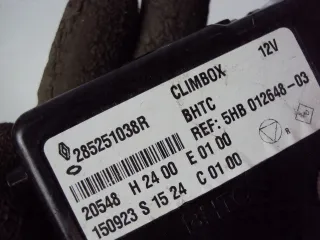 CLIMBOX 12V
BHTC
REF: 5HB 012648-03
285251038R
20548 H 24 00 E 01 00
150923 S 15 24 C 01 00
R